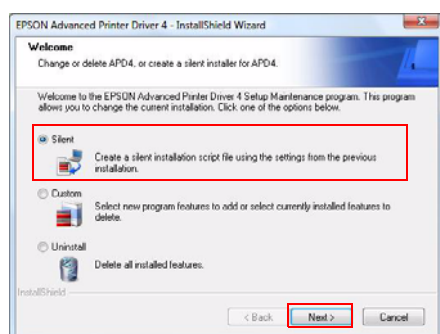 EPSON Advanced Printer Driver 4 - InstallShield Wizard
Welcome
Change or delete APD4, or create a silent installer for APD4.
Welcome to the EPSON Advanced Printer Driver 4 Setup Maintenance program. This program
allows you to change the current installation. Click one of the options below.
Silent
Create a silent installation script file using the settings from the previous
installation.
Custom
Select new program features to add or select currently installed features to
delete.
Uninstall
Delete all installed features.
InstallShield
< Back
Next >
Cancel